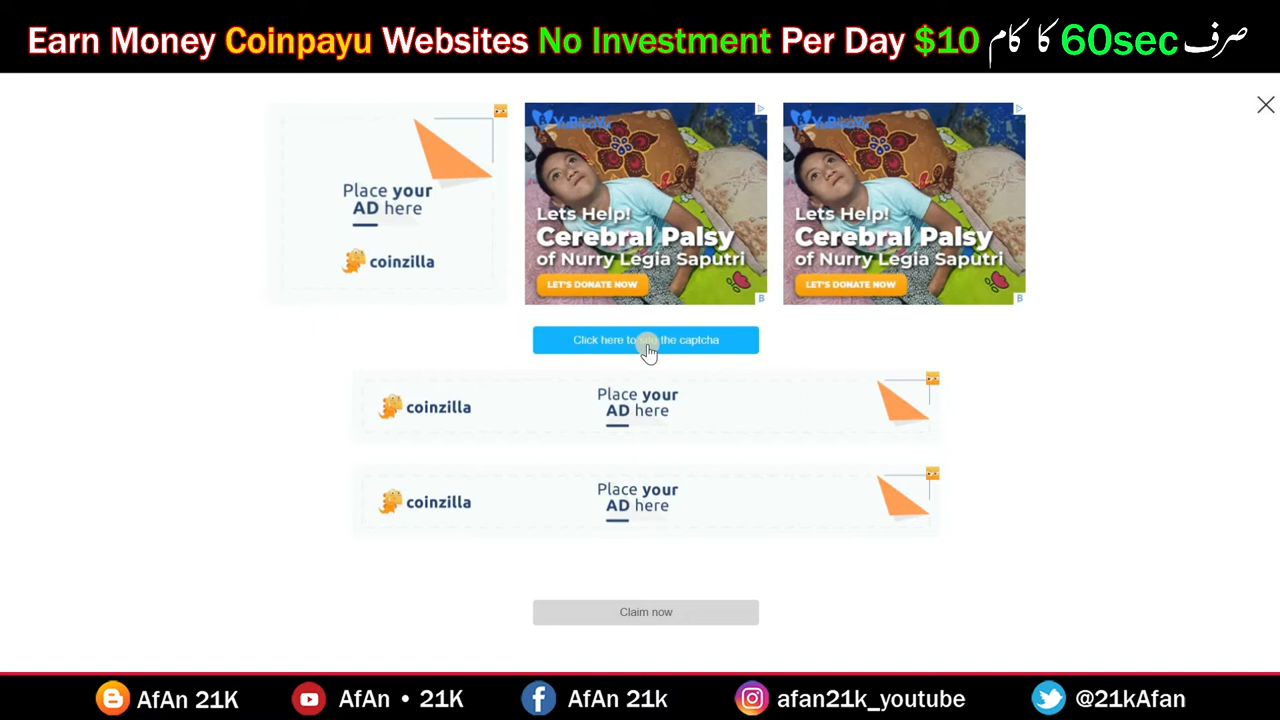 Earn Money Coinpayu Websites No Investment Per Day $10 صرف 60sec کا کام
Place your
AD here
coinzilla
Lets Help!
Cerebral Palsy
of Nurry Legia Saputri
LET'S DONATE NOW
B
Lets Help!
Cerebral Palsy
of Nurry Legia Saputri
LET'S DONATE NOW
B
Click here to the captcha
coinzilla
Place your
AD here
coinzilla
Place your
AD here
Claim now
AfAn 21K
AfAn • 21K
AfAn 21k
afan21k_youtube
@21kAfan